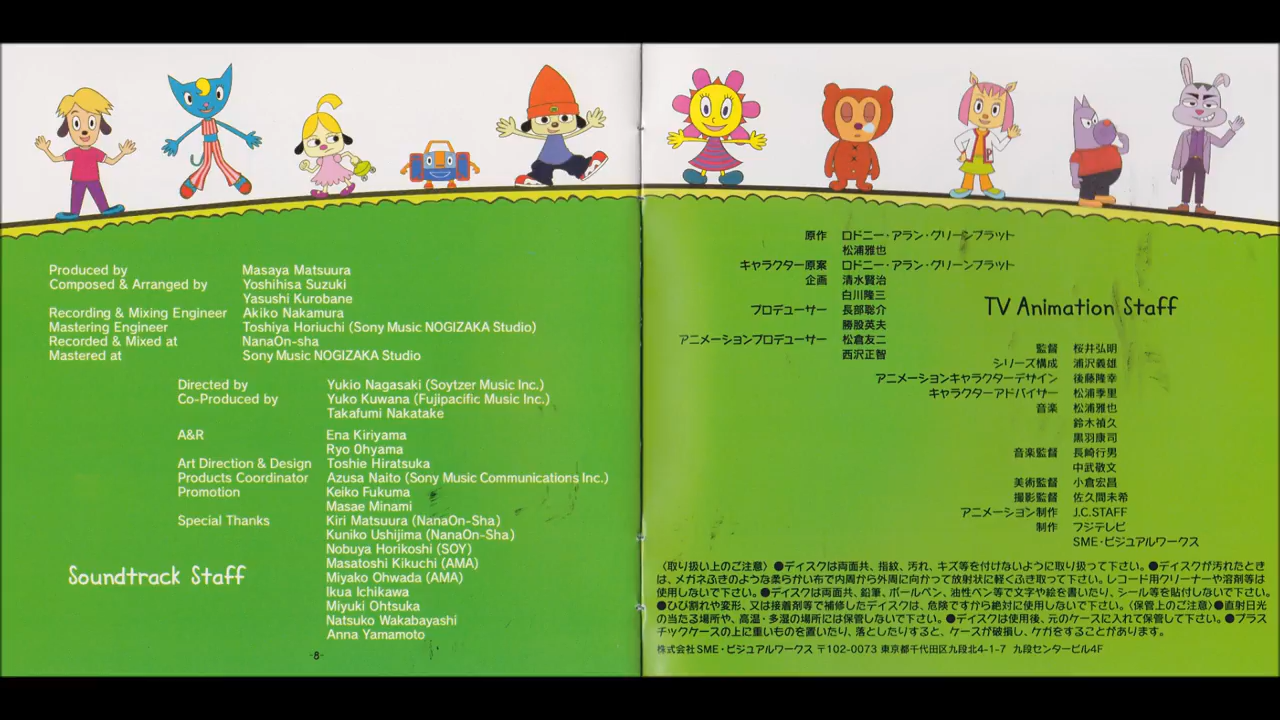 Produced by Masaya Matsuura
Composed & Arranged by Yoshihisa Suzuki
Yasushi Kurobane
Recording & Mixing Engineer Akiko Nakamura
Mastering Engineer Toshiya Horiuchi (Sony Music NOGIZAKA Studio)
Recorded & Mixed at NanaOn-sha
Mastered at Sony Music NOGIZAKA Studio
Directed by Yukio Nagasaki (Soytzer Music Inc.)
Co-Produced by Yuko Kuwana (Fujipacific Music Inc.)
Takafumi Nakatake
A&R Ena Kiriyama
Ryo Ohyama
Art Direction & Design Toshie Hiratsuka
Products Coordinator Azusa Naito (Sony Music Communications Inc.)
Promotion Keiko Fukuma
Masae Minami
Special Thanks Kiri Matsuura (NanaOn-Sha)
Kuniko Ushijima (NanaOn-Sha)
Nobuya Horikoshi (SOY)
Masatoshi Kikuchi (AMA)
Miyako Ohwada (AMA)
Ikua Ichikawa
Miyuki Ohtsuka
Natsuko Wakabayashi
Anna Yamamoto
Soundtrack Staff
-8-
原作 ロドニー・アラン・グリーンブラット
松浦雅也
キャラクター原案 ロドニー・アラン・グリーンブラット
企画 清水賢治
白川隆三
プロデューサー 長部聡介
勝股英夫
アニメーションプロデューサー 松倉友二
西沢正智
TV Animation Staff
監督 桜井弘明
シリーズ構成 浦沢義雄
アニメーションキャラクターデザイン 後藤隆幸
キャラクターアドバイザー 松浦季里
音楽 松浦雅也
鈴木禎久
黒羽康司
音楽監督 長崎行男
中武敬文
美術監督 小倉宏昌
撮影監督 佐久間未希
アニメーション制作 J.C.STAFF
制作 フジテレビ
SME・ビジュアルワークス
〈取り扱い上のご注意〉●ディスクは両面共、指紋、汚れ、キズ等を付けないように取り扱って下さい。●ディスクが汚れたとき
は、メガネふきのような柔らかい布で内周から外周に向かって放射状に軽くふき取って下さい。レコード用クリーナーや溶剤等は
使用しないで下さい。●ディスクは両面共、鉛筆、ボールペン、油性ペン等で文字や絵を書いたり、シール等を貼付しないで下さい。
●ひび割れや変形、又は接着剤等で補修したディスクは、危険ですから絶対に使用しないで下さい。〈保管上のご注意〉●直射日光
の当たる場所や、高温・多湿の場所には保管しないで下さい。●ディスクは使用後、元のケースに入れて保管して下さい。●プラス
チックケースの上に重いものを置いたり、落としたりすると、ケースが破損し、ケガをすることがあります。
株式会社SME・ビジュアルワークス 〒102-0073 東京都千代田区九段北4-1-7 九段センタービル4F